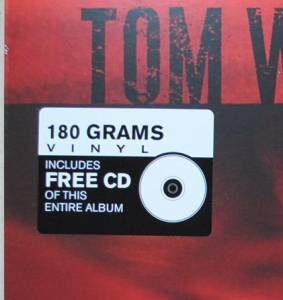 TOM W
180 GRAMS
VINYL
INCLUDES
FREE CD
OF THIS
ENTIRE ALBUM